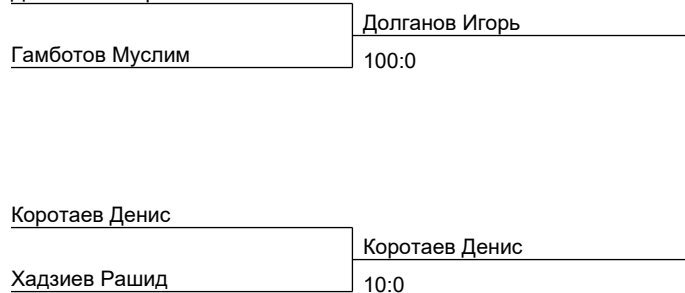 Долганов Игорь
Гамботов Муслим
100:0
Коротаев Денис
Коротаев Денис
Хадзиев Рашид
10:0